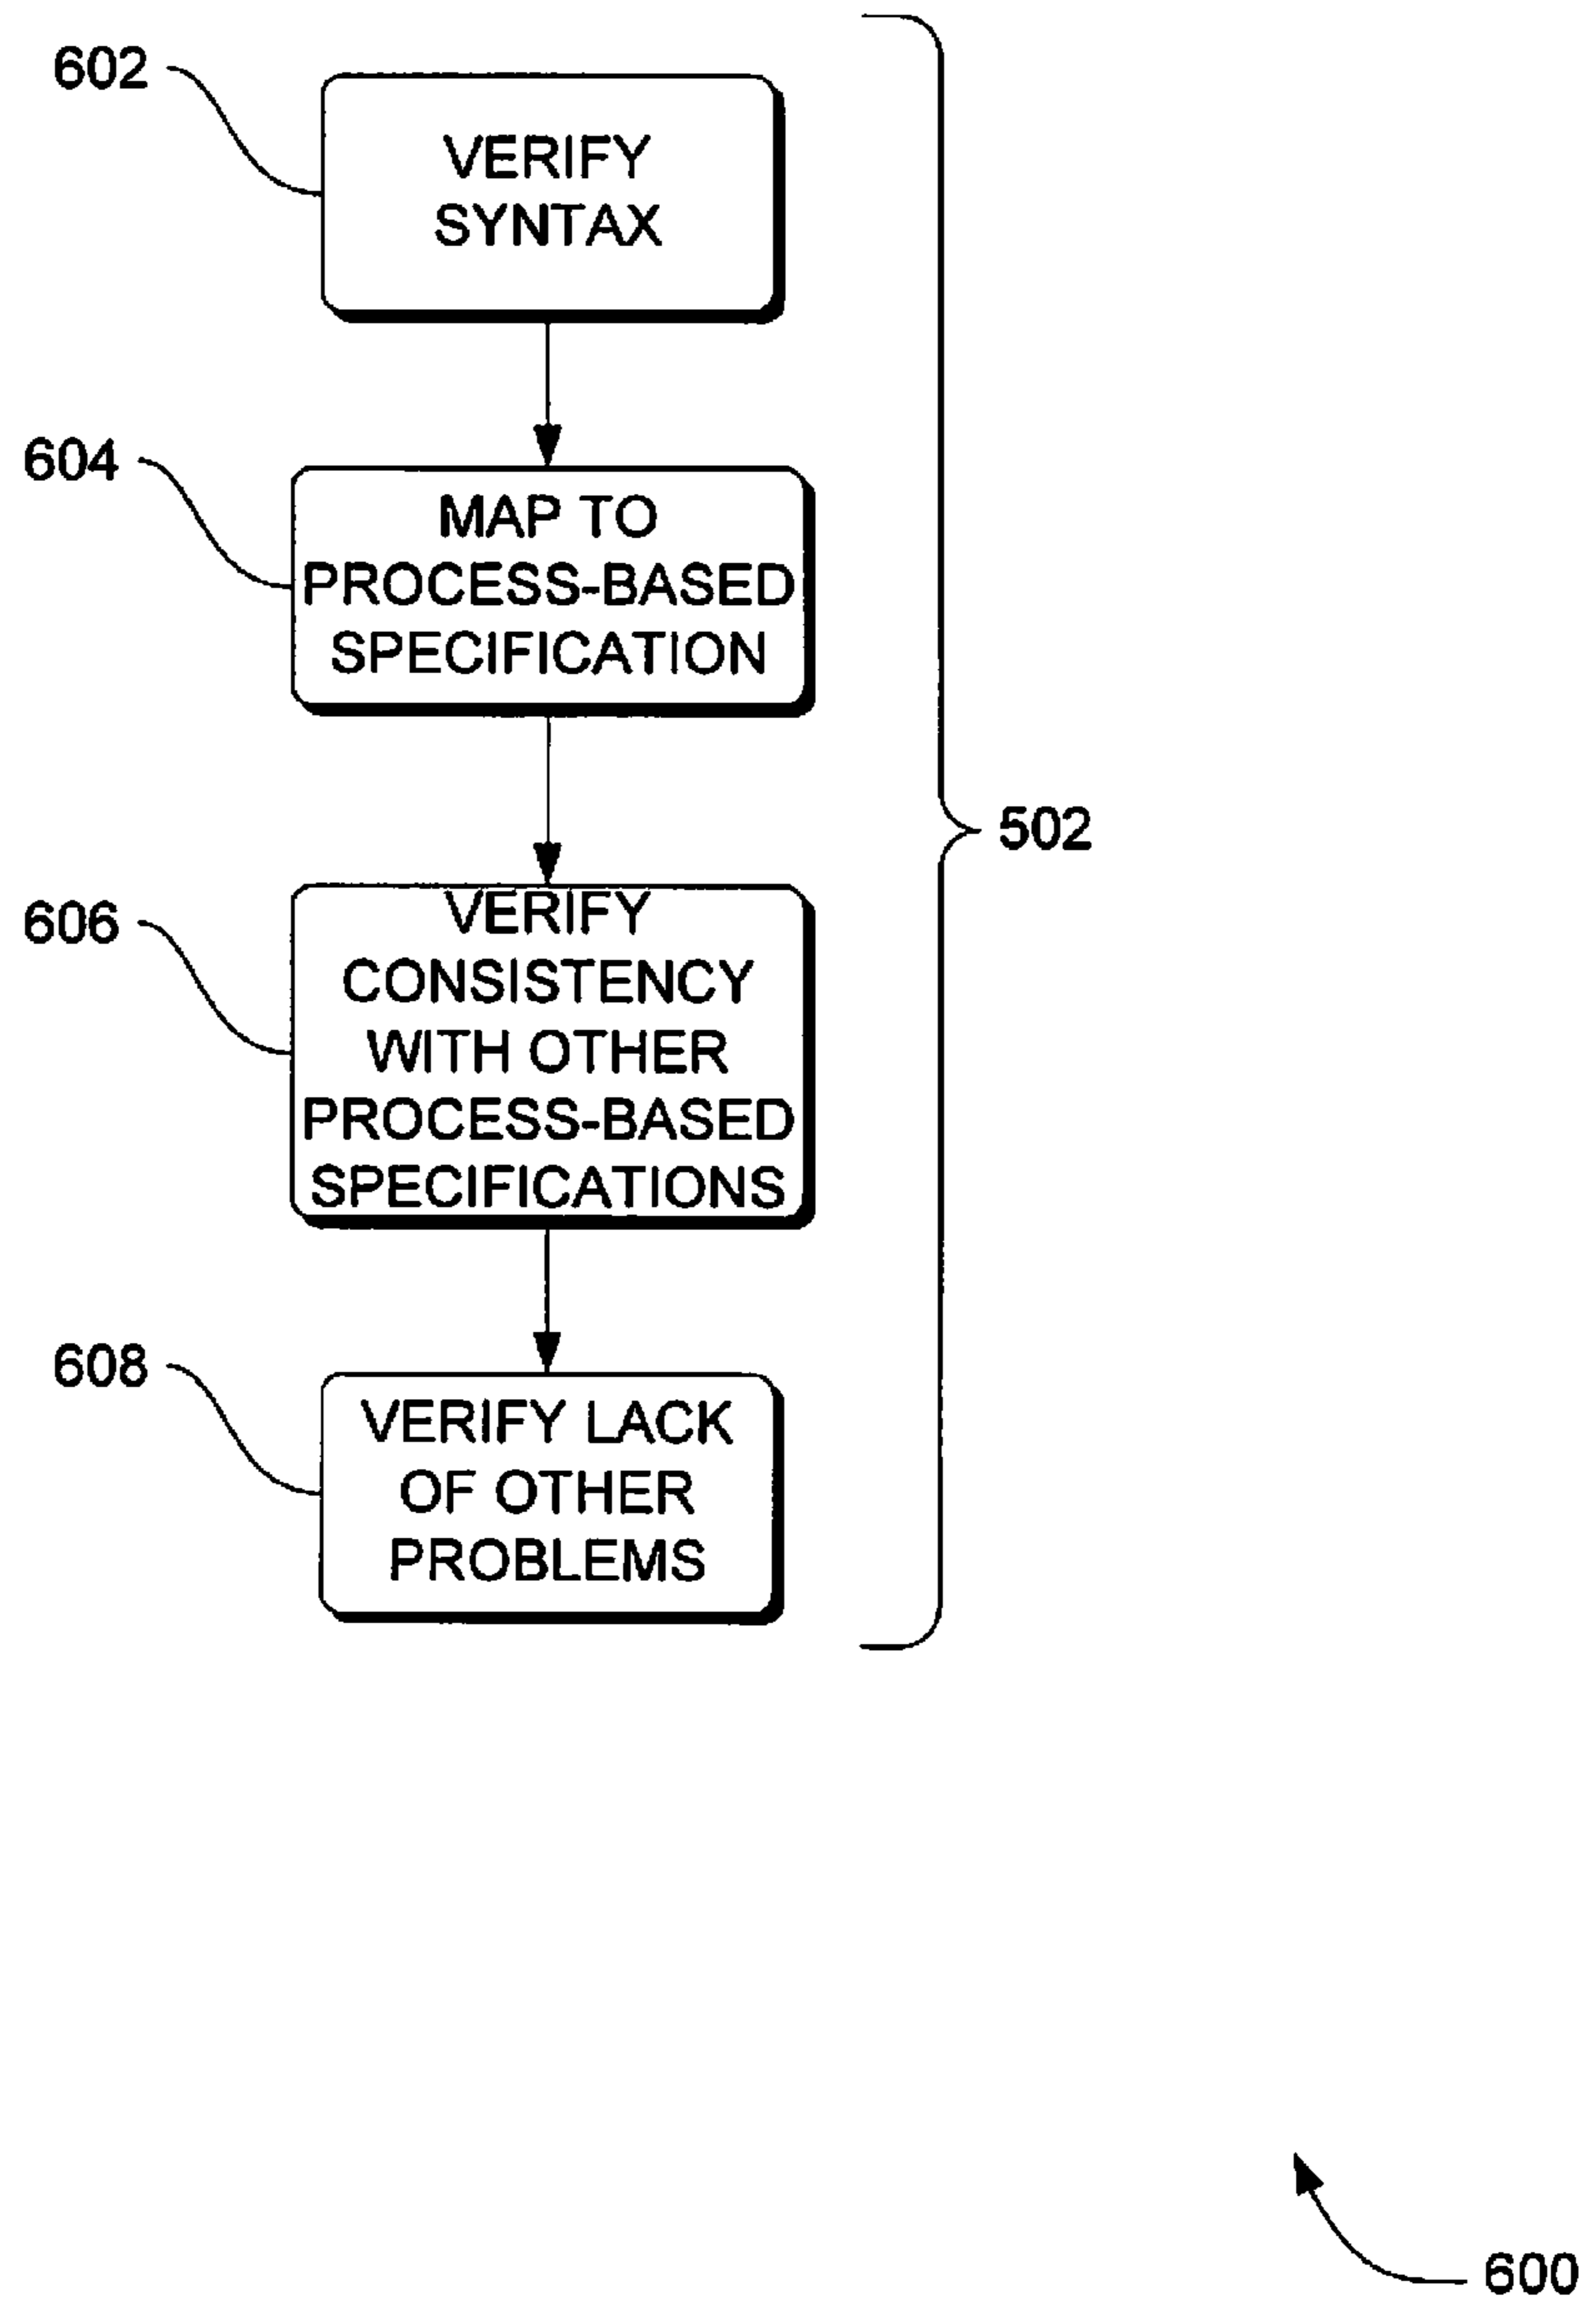 602
VERIFY
SYNTAX
604
MAP TO
PROCESS-BASED
SPECIFICATION
502
606
VERIFY
CONSISTENCY
WITH OTHER
PROCESS-BASED
SPECIFICATIONS
608
VERIFY LACK
OF OTHER
PROBLEMS
600